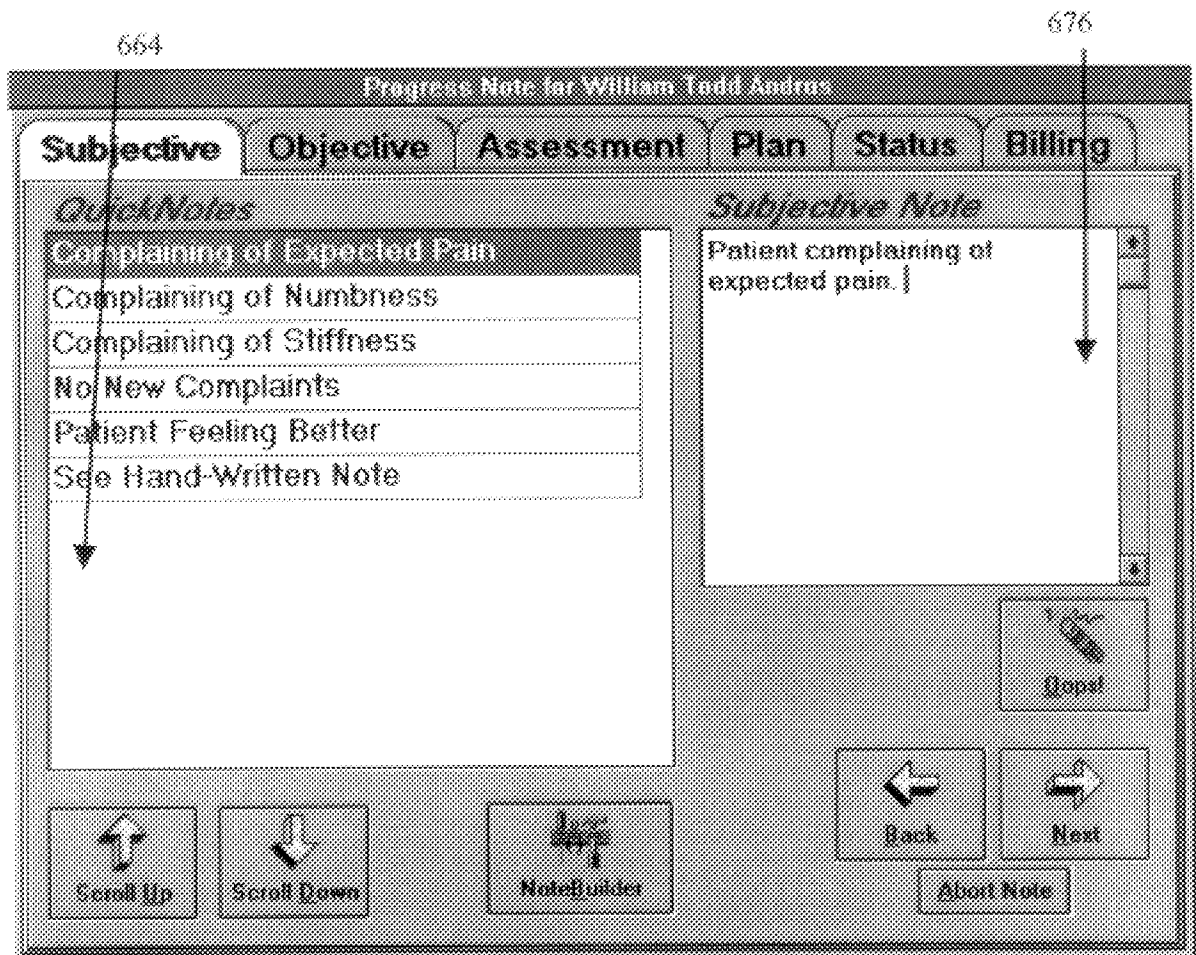 664
676
Progress Note for William Todd Andrus
Subjective Objective Assessment Plan Status Billing
QuickNotes
Complaining of Expected Pain
Complaining of Numbness
Complaining of Stiffness
No New Complaints
Patient Feeling Better
See Hand-Written Note
Subjective Note
Patient complaining of
expected pain.
Oops!
Back
Next
Scroll Up
Scroll Down
NoteBuilder
Abort Note